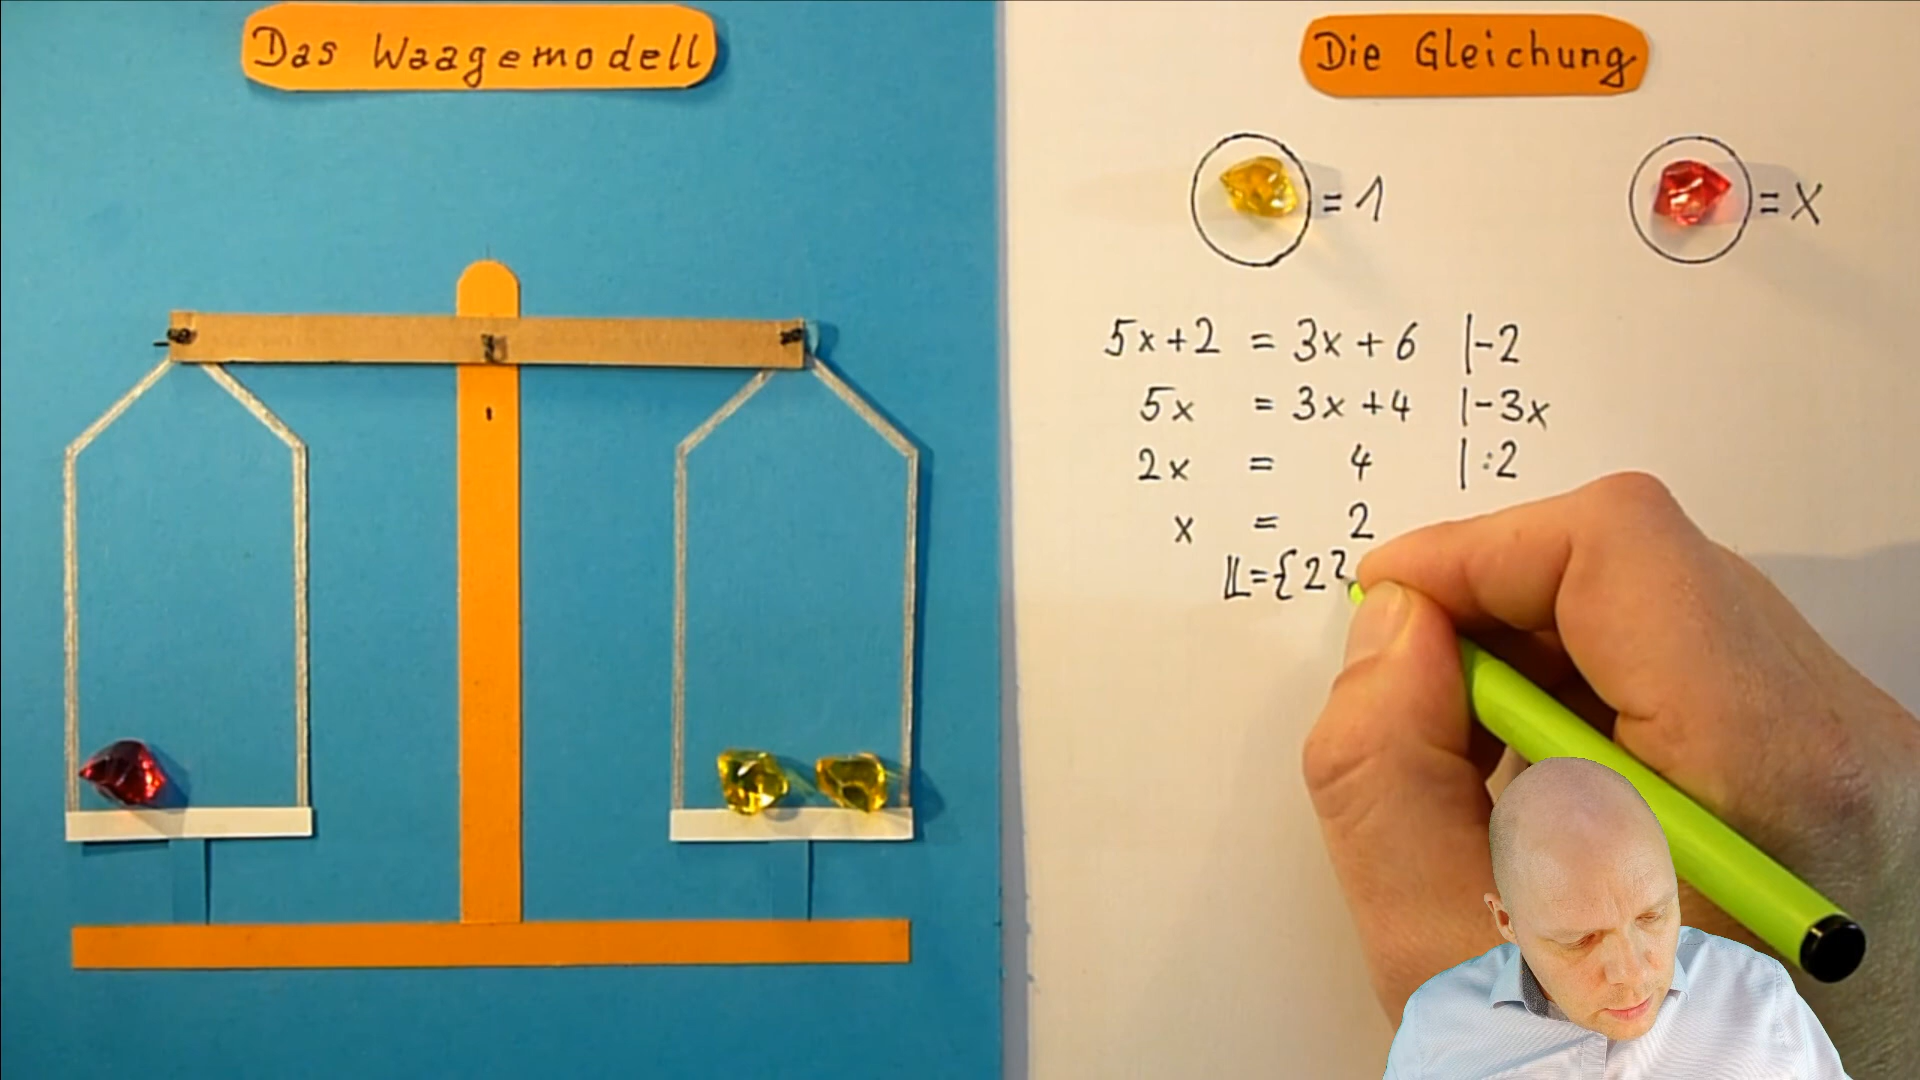 Das Waagemodell
Die Gleichung
= 1
= X
5x+2 = 3x+6 |-2
5x = 3x+4 |-3x
2x = 4 |:2
x = 2
𝕃={2